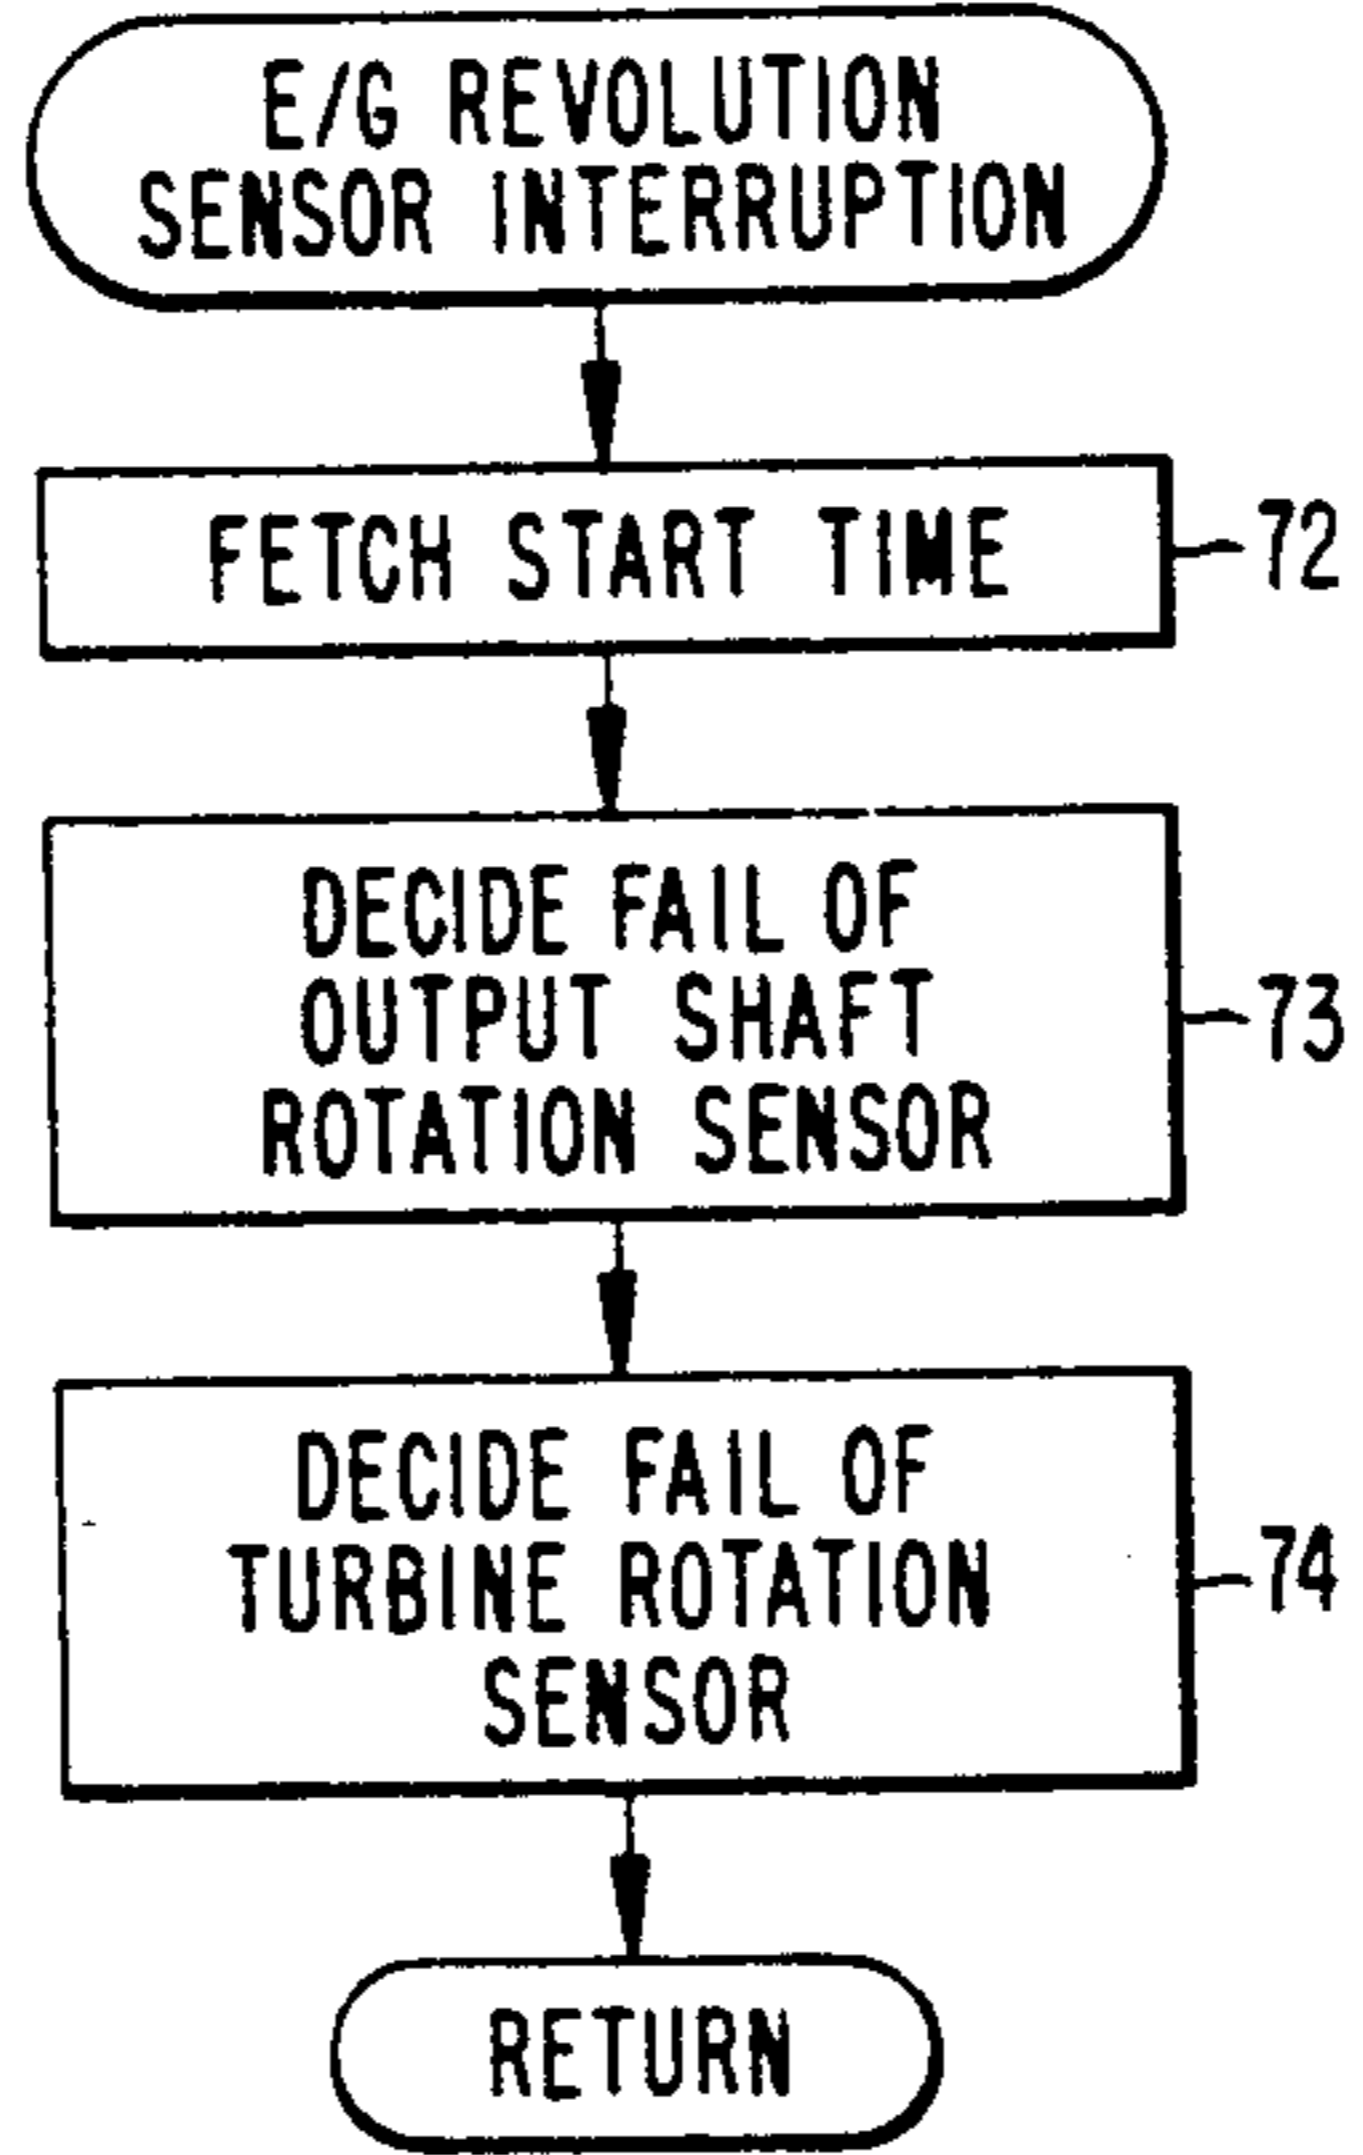 E/G REVOLUTION
SENSOR INTERRUPTION
FETCH START TIME
72
DECIDE FAIL OF
OUTPUT SHAFT
ROTATION SENSOR
73
DECIDE FAIL OF
TURBINE ROTATION
SENSOR
74
RETURN